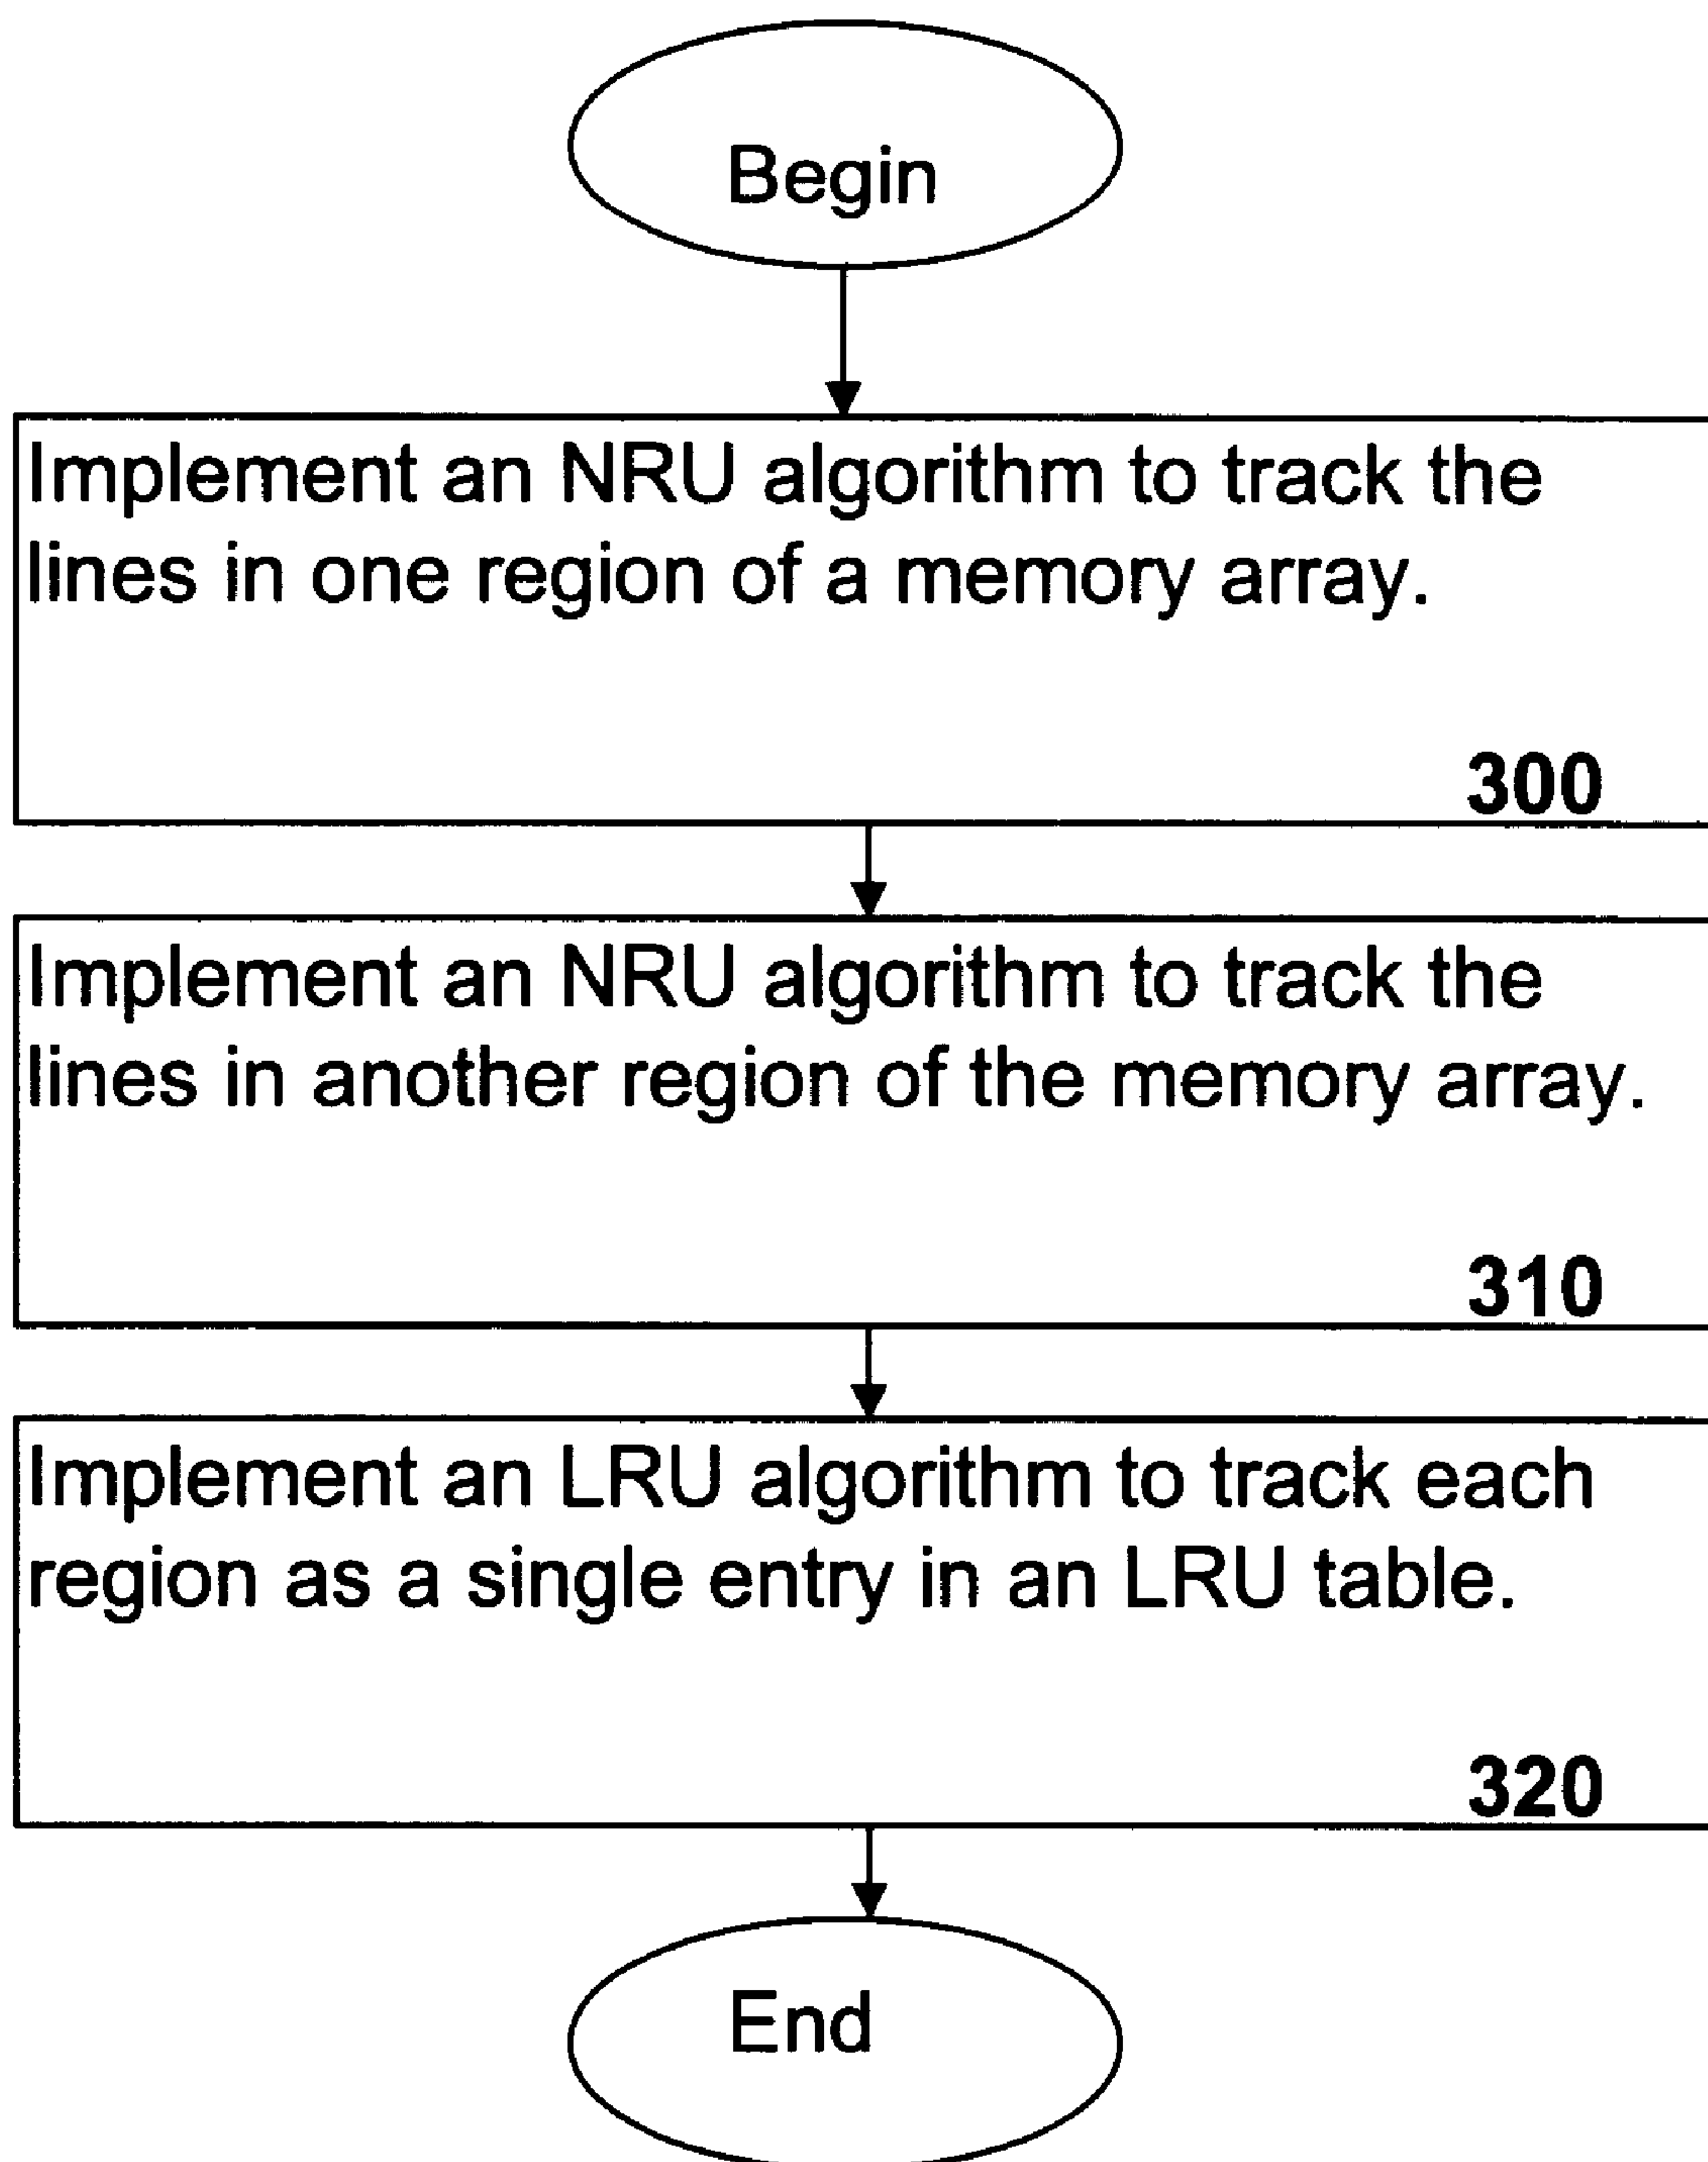 Begin
Implement an NRU algorithm to track the
lines in one region of a memory array.
300
Implement an NRU algorithm to track the
lines in another region of the memory array.
310
Implement an LRU algorithm to track each
region as a single entry in an LRU table.
320
End